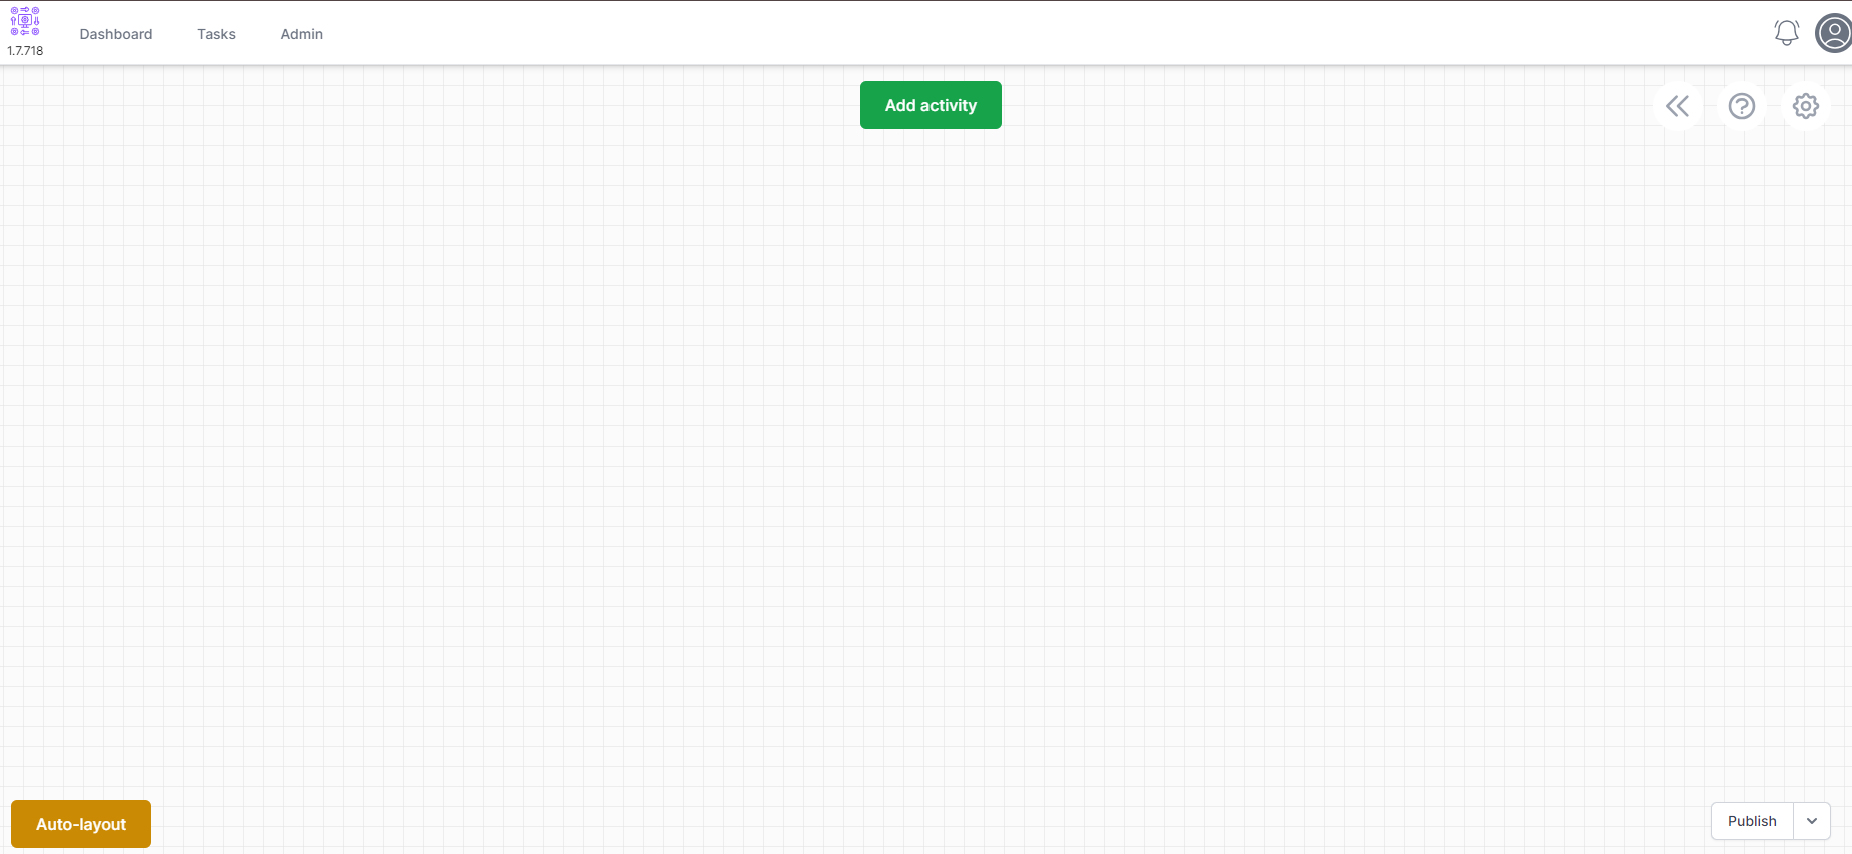 1.7.718
Dashboard
Tasks
Admin
Add activity
Auto-layout
Publish